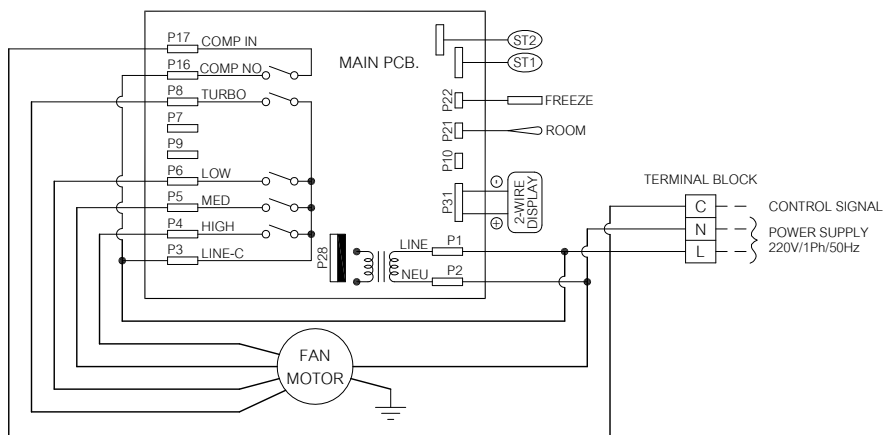 P17 COMP IN
P16 COMP NO
P8 TURBO
P7
P9
P6 LOW
P5 MED
P4 HIGH
P3 LINE-C
MAIN PCB.
ST2
ST1
P22 FREEZE
P21 ROOM
P10
P31
-
+
2-WIRE
DISPLAY
P28
LINE P1
NEU P2
TERMINAL BLOCK
C CONTROL SIGNAL
N
L
POWER SUPPLY
220V/1Ph/50Hz
FAN
MOTOR